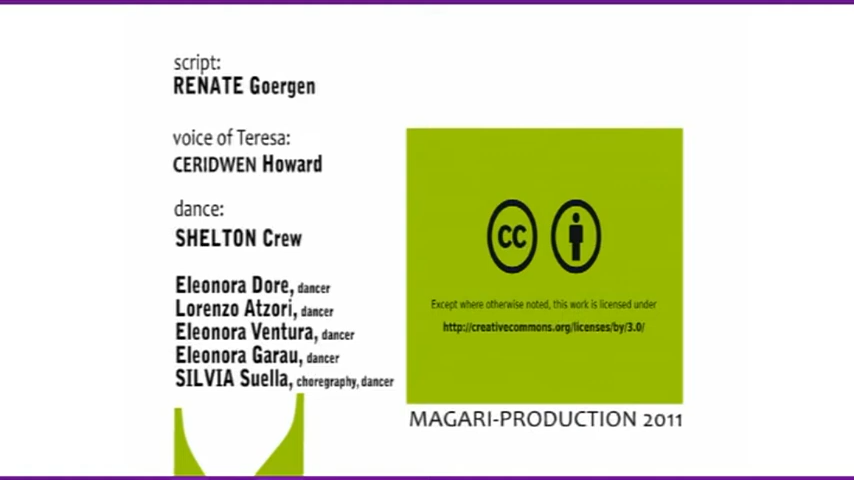 script:
RENATE Goergen
voice of Teresa:
CERIDWEN Howard
dance:
SHELTON Crew
Eleonora Dore, dancer
Lorenzo Atzori, dancer
Eleonora Ventura, dancer
Eleonora Garau, dancer
SILVIA Suella, choregraphy, dancer
cc
Except where otherwise noted, this work is licensed under
http://creativecommons.org/licenses/by/3.0/
MAGARI-PRODUCTION 2011